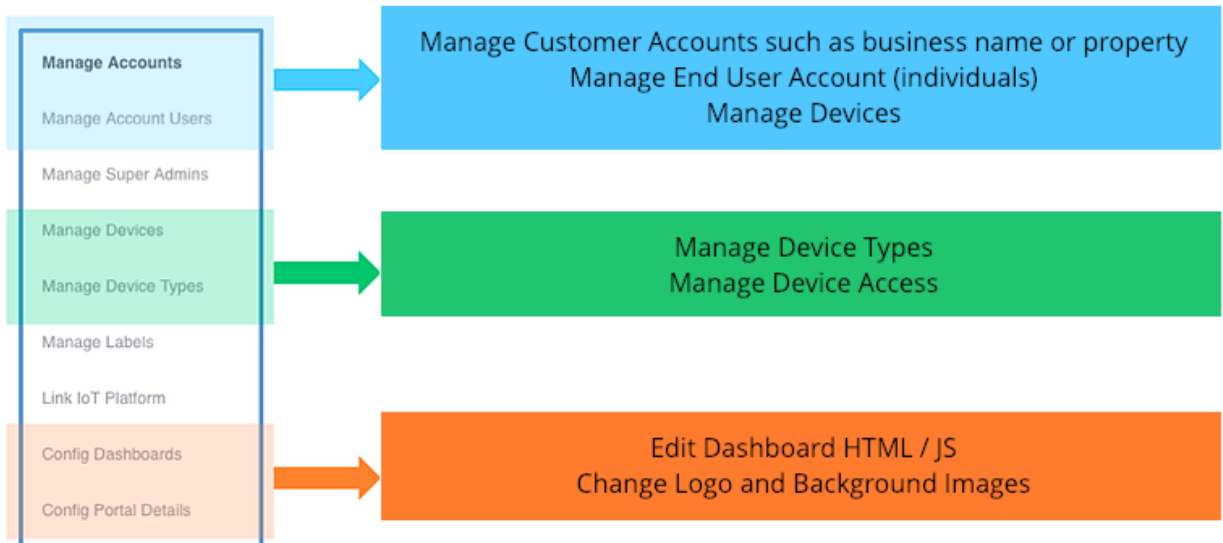 Manage Accounts
Manage Account Users
Manage Super Admins
Manage Devices
Manage Device Types
Manage Labels
Link IoT Platform
Config Dashboards
Config Portal Details
Manage Customer Accounts such as business name or property
Manage End User Account (individuals)
Manage Devices
Manage Device Types
Manage Device Access
Edit Dashboard HTML / JS
Change Logo and Background Images